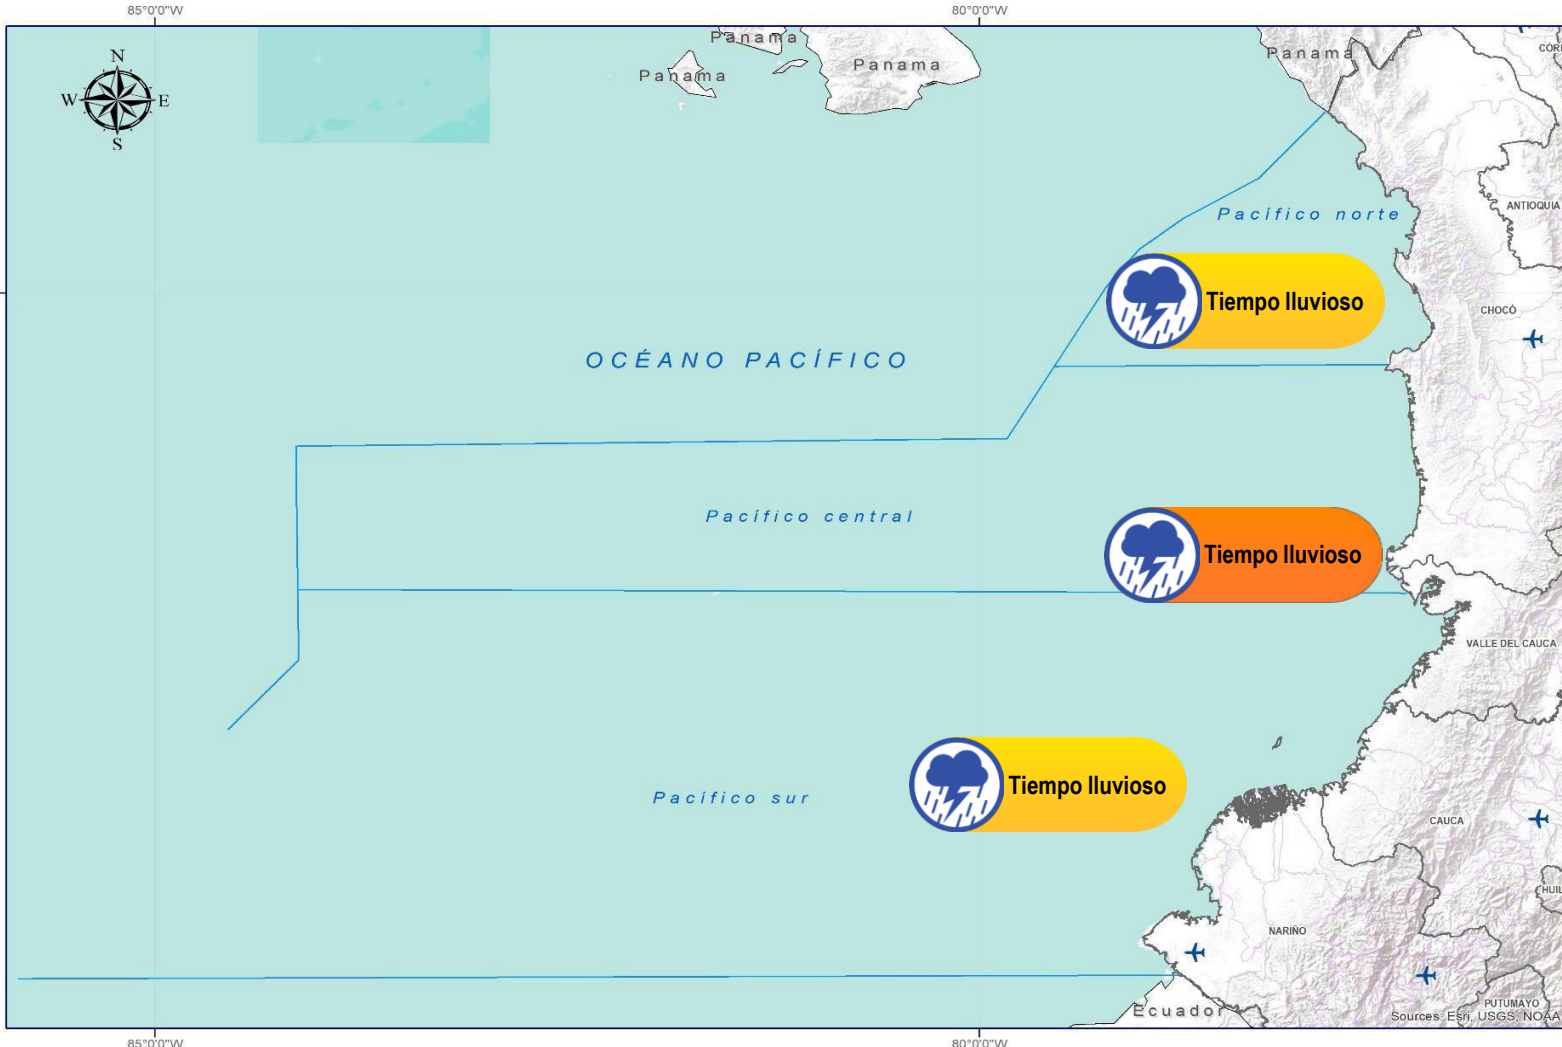 85°0'0"W
80°0'0"W
N
W
E
S
Panama
Panama
Panama
Panama
ANTIOQUIA
Pacífico norte
Tiempo lluvioso
CHOCÓ
OCÉANO PACÍFICO
Pacífico central
Tiempo lluvioso
VALLE DEL CAUCA
Tiempo lluvioso
Pacífico sur
CAUCA
NARIÑO
PUTUMAYO
Ecuador
Sources: Esri, USGS, NOAA
85°0'0"W
80°0'0"W